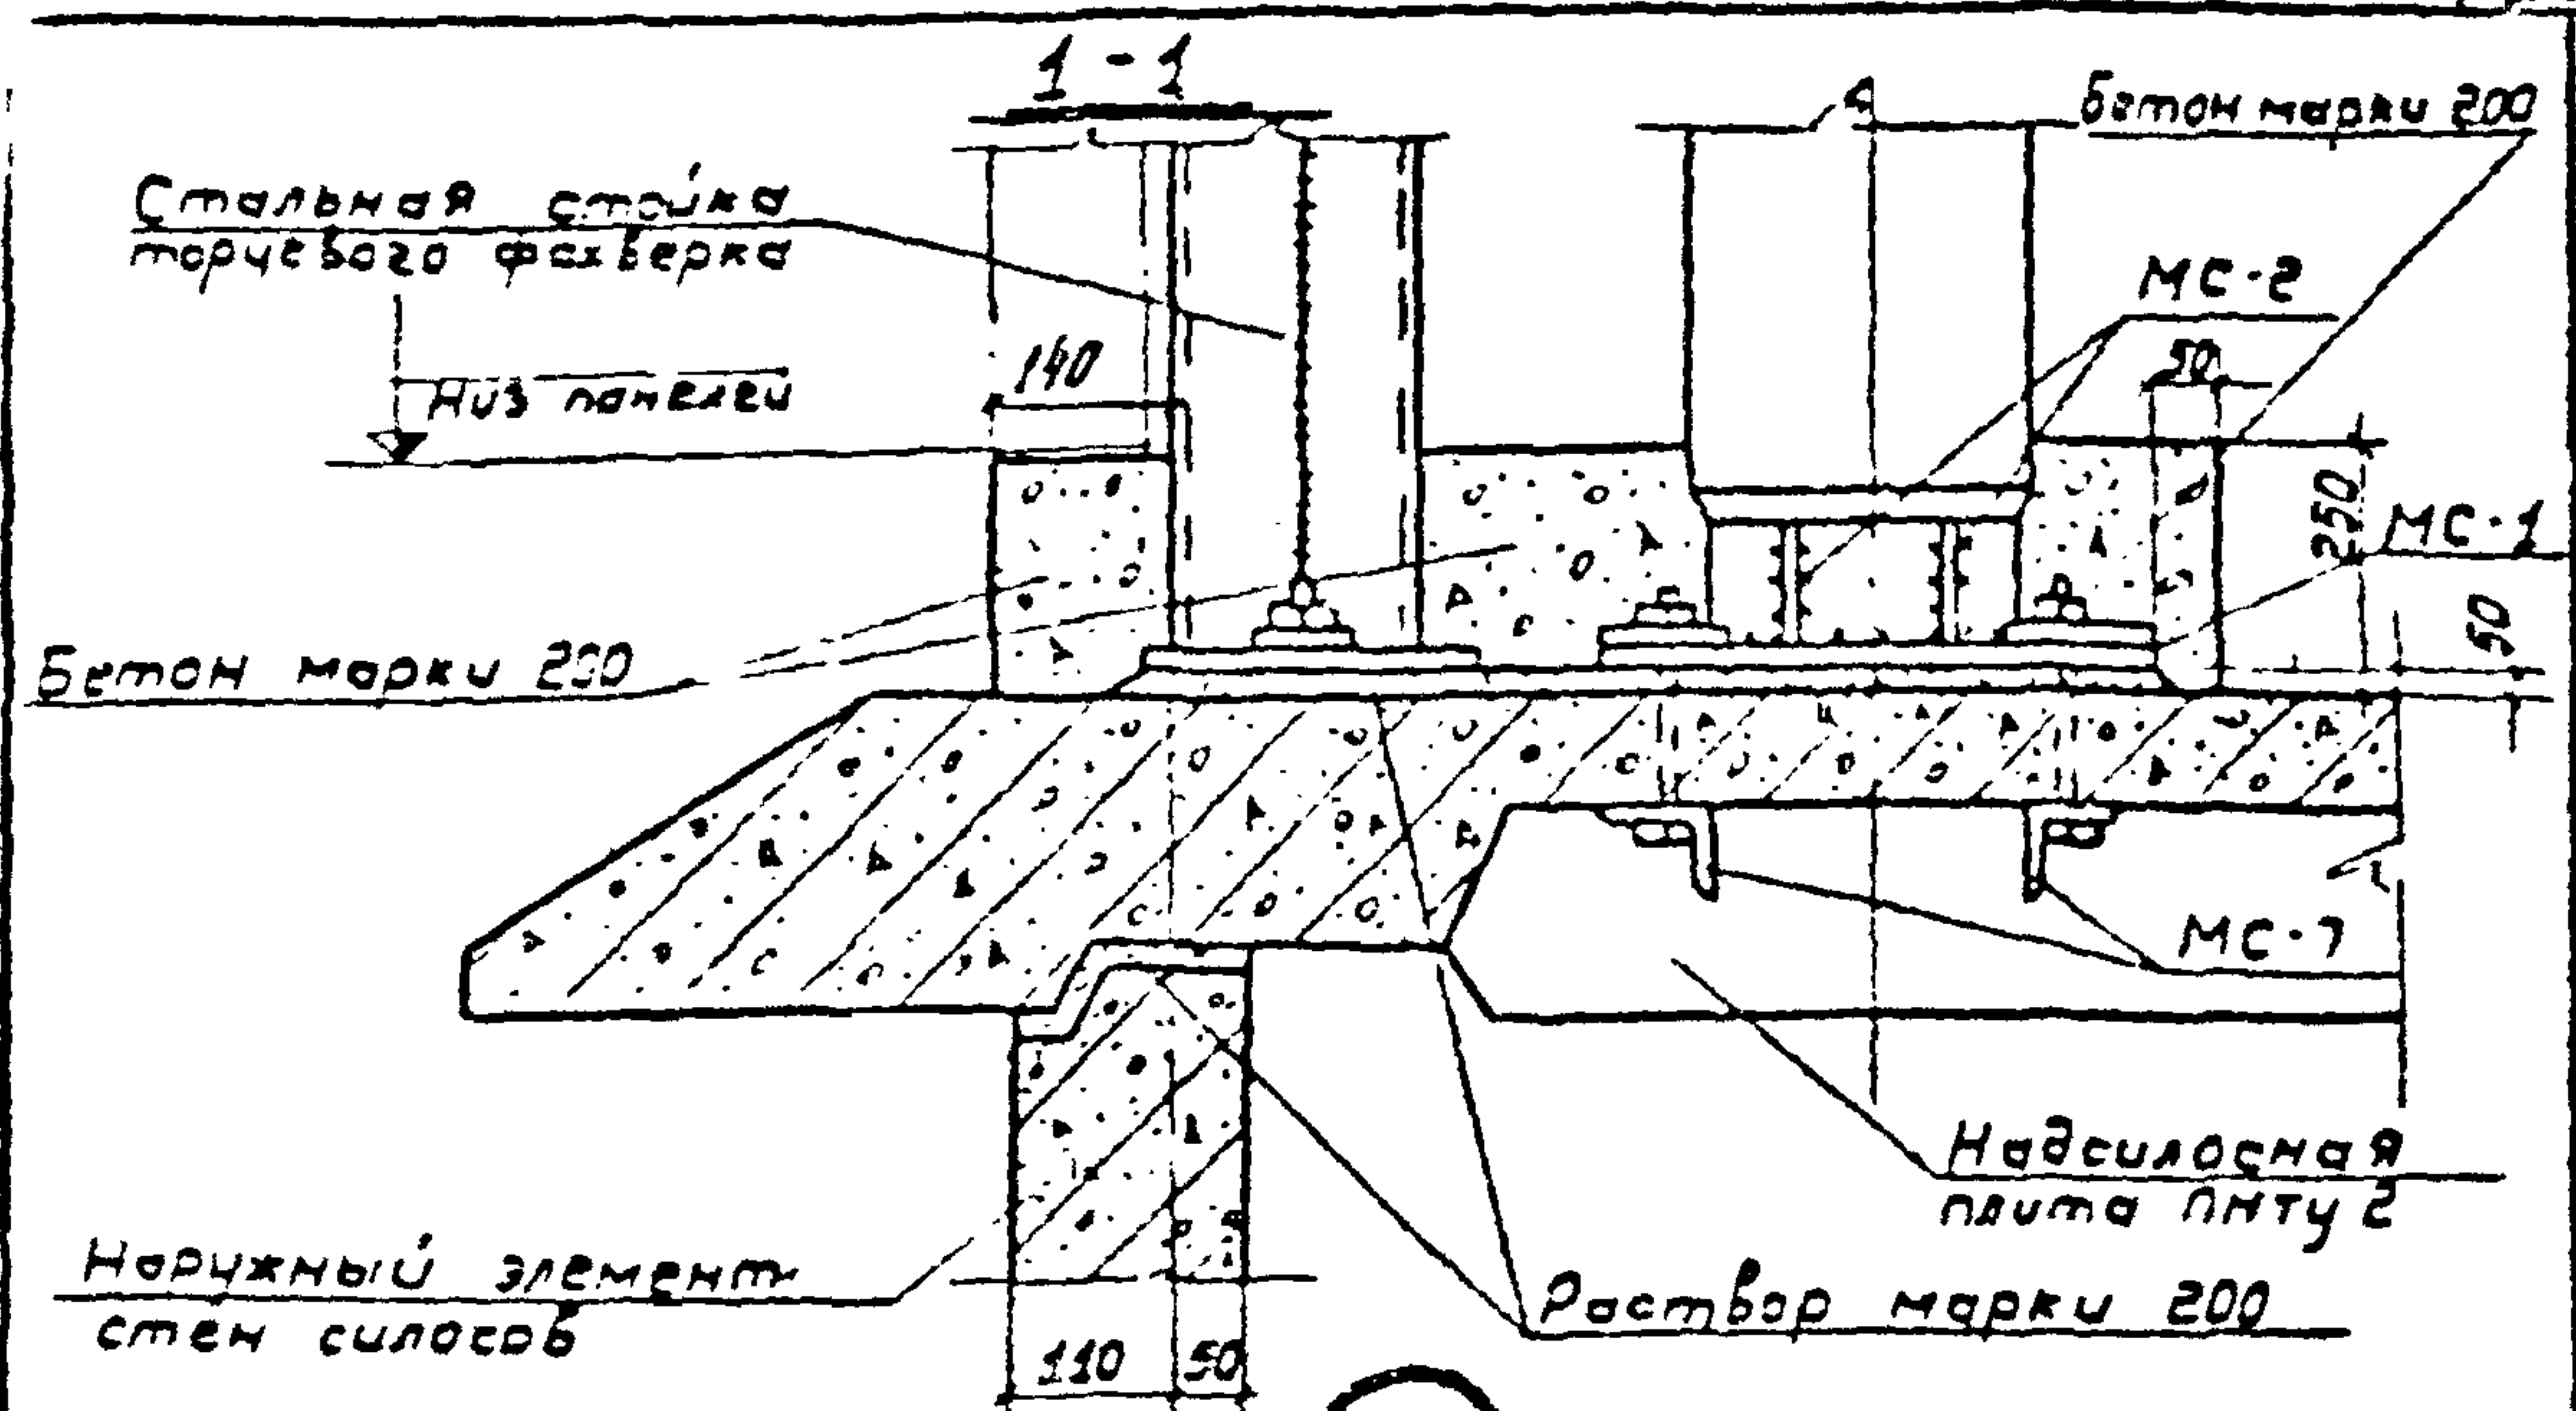 1-1
Бетон марки 200
Стальная стойка
торцевого фахверка
МС-2
50
140
Низ панелей
250
МС-1
50
Бетон марки 200
МС-7
Надсилосная
плита ПНТУ 2
Наружный элемент
стен силосов
Раствор марки 200
110
50